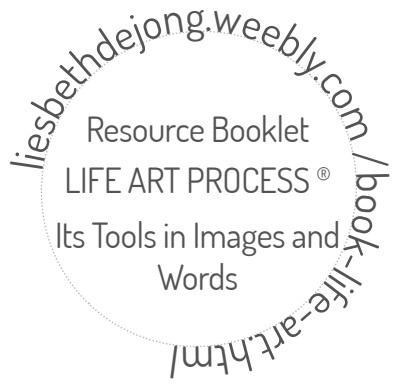 liesbethdejong.weebly.com /book-life-art.html/
Resource Booklet
LIFE ART PROCESS ®
Its Tools in Images and
Words